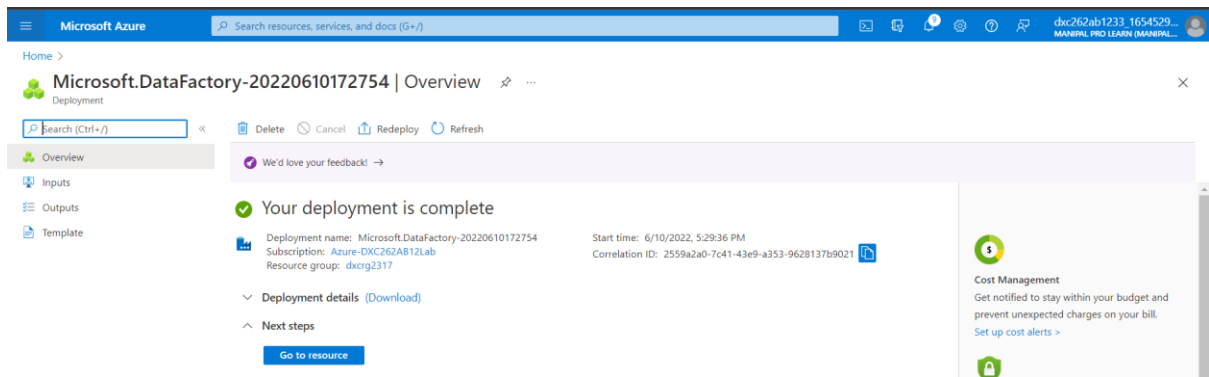 Microsoft Azure
Search resources, services, and docs (G+/)
9
dxc262ab1233_1654529...
MANIPAL PRO LEARN (MANIPAL...
Home >
Microsoft.DataFactory-20220610172754 | Overview ...
Deployment
Search (Ctrl+/)
«
Delete Cancel Redeploy Refresh
Overview
Inputs
Outputs
Template
We'd love your feedback! →
Your deployment is complete
Deployment name: Microsoft.DataFactory-20220610172754
Subscription: Azure-DXC262AB12Lab
Resource group: dxcrg2317
Start time: 6/10/2022, 5:29:36 PM
Correlation ID: 2559a2a0-7c41-43e9-a353-9628137b9021
Deployment details (Download)
Next steps
Go to resource
$
Cost Management
Get notified to stay within your budget and
prevent unexpected charges on your bill.
Set up cost alerts >